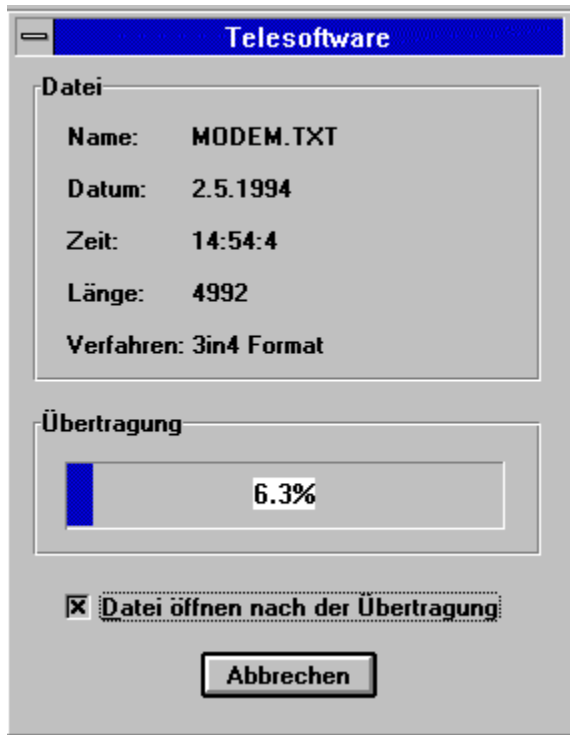 Telesoftware
Datei
Name: MODEM.TXT
Datum: 2.5.1994
Zeit: 14:54:4
Länge: 4992
Verfahren: 3in4 Format
Übertragung
6.3%
Datei öffnen nach der Übertragung
Abbrechen